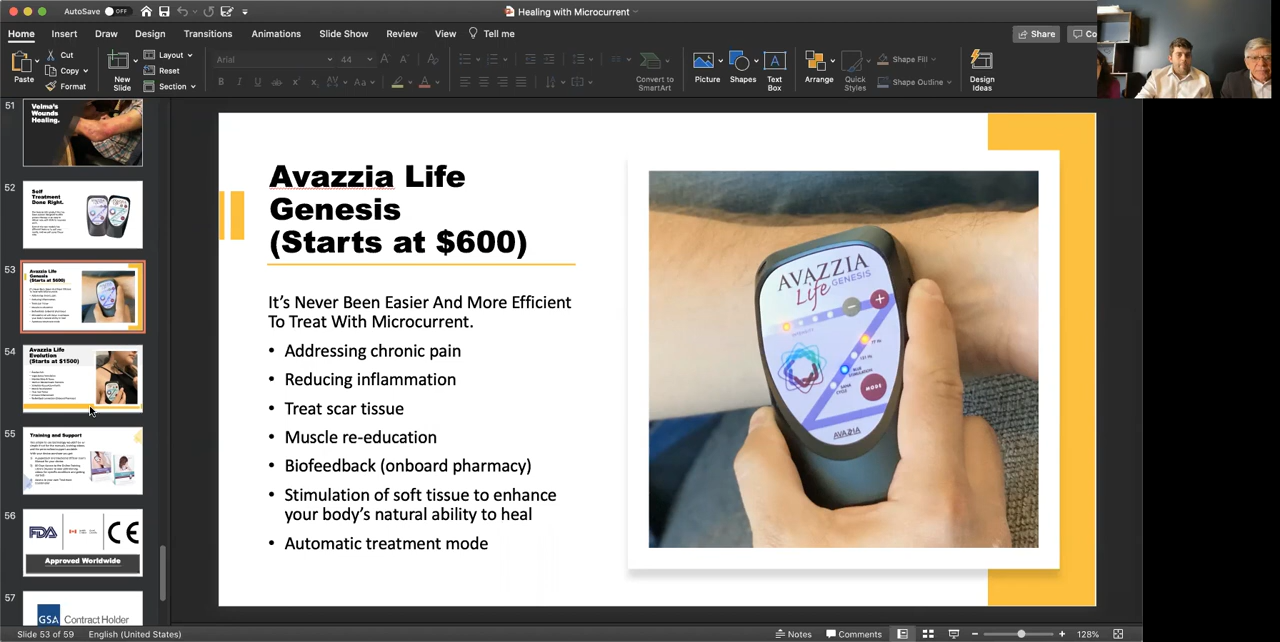 AutoSave OFF
Healing with Microcurrent
Home Insert Draw Design Transitions Animations Slide Show Review View Tell me
Share Co
Paste
Cut
Copy
Format
New Slide
Layout
Reset
Section
Arial 44
Convert to SmartArt
Picture
Shapes
Text Box
Arrange
Quick Styles
Shape Fill
Shape Outline
Design Ideas
51
Velma's
Wounds
Healing.
52
Self
Treatment
Done Right.
53
Avazzia Life
Genesis
(Starts at $600)
54
Avazzia Life
Evolution
(Starts at $1500)
55
Training and Support
56
FDA CE
Approved Worldwide
57
GSA Contract Holder
Avazzia Life
Genesis
(Starts at $600)
It's Never Been Easier And More Efficient
To Treat With Microcurrent.
• Addressing chronic pain
• Reducing inflammation
• Treat scar tissue
• Muscle re-education
• Biofeedback (onboard pharmacy)
• Stimulation of soft tissue to enhance
your body's natural ability to heal
• Automatic treatment mode
AVAZZIA
Life GENESIS
MODE
AVAZZIA
Slide 53 of 59 English (United States)
Notes Comments 128%